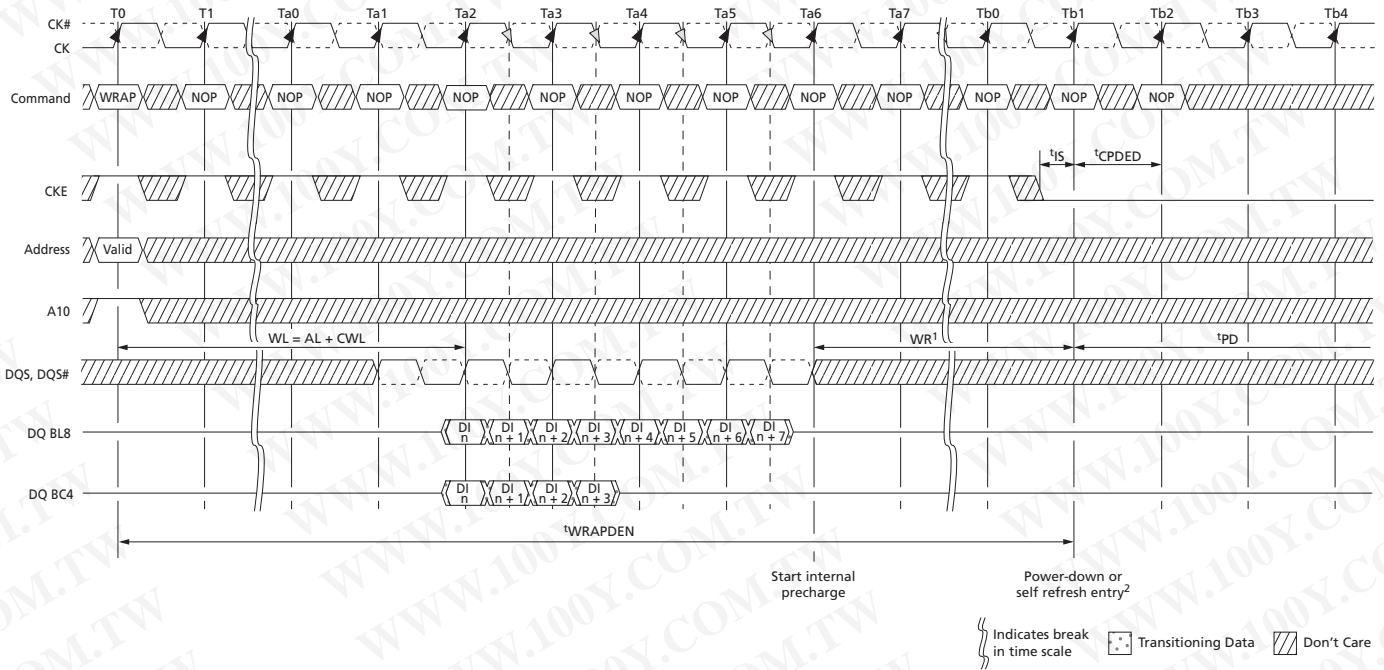 T0 T1 Ta0 Ta1 Ta2 Ta3 Ta4 Ta5 Ta6 Ta7 Tb0 Tb1 Tb2 Tb3 Tb4
CK#
CK
Command WRAP NOP NOP NOP NOP NOP NOP NOP NOP NOP NOP NOP NOP
tIS tCPDED
CKE
Address Valid
A10
WL = AL + CWL WR1 tPD
DQS, DQS#
DQ BL8 DI n DI n + 1 DI n + 2 DI n + 3 DI n + 4 DI n + 5 DI n + 6 DI n + 7
DQ BC4 DI n DI n + 1 DI n + 2 DI n + 3
tWRAPDEN
Start internal
precharge
Power-down or
self refresh entry2
Indicates break
in time scale
Transitioning Data
Don't Care
WWW.100Y.COM.TW